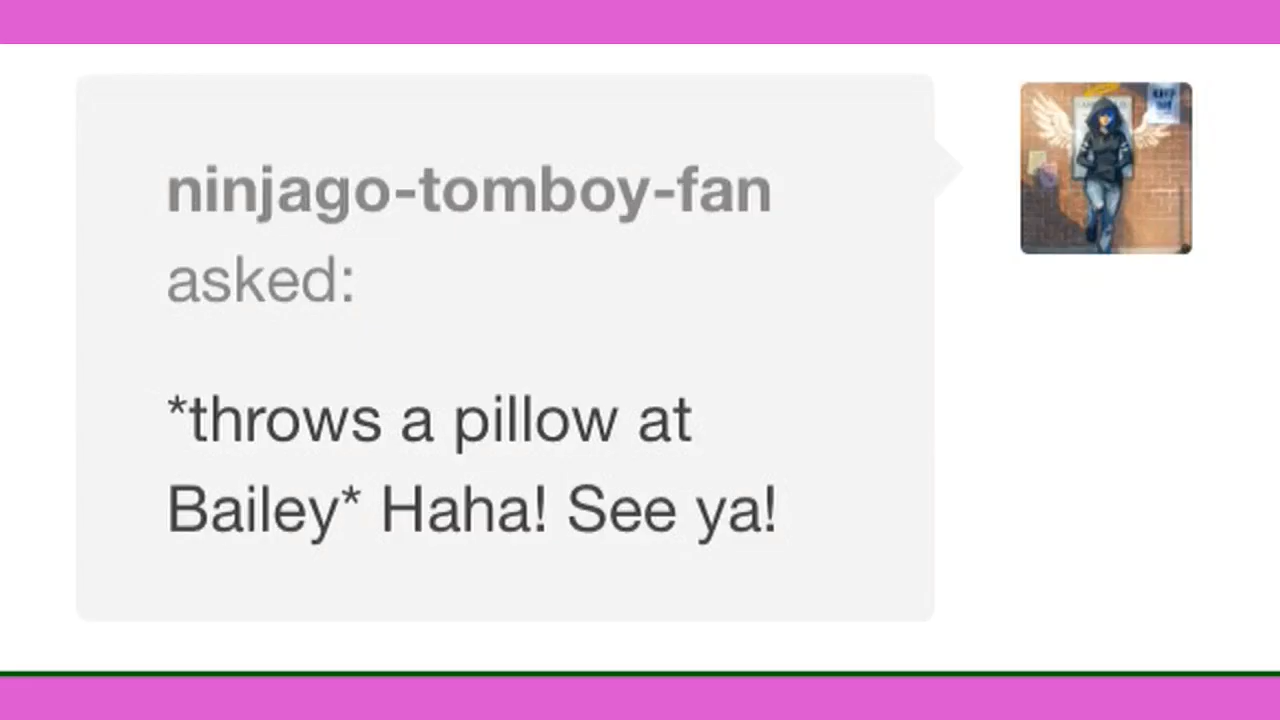 ninjago-tomboy-fan
asked:
*throws a pillow at
Bailey* Haha! See ya!